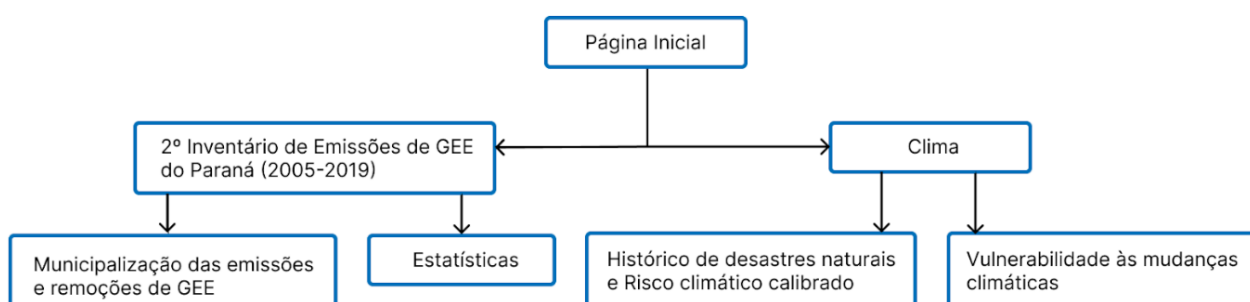 Página Inicial
2º Inventário de Emissões de GEE
do Paraná (2005-2019)
Clima
Municipalização das emissões
e remoções de GEE
Estatísticas
Histórico de desastres naturais
e Risco climático calibrado
Vulnerabilidade às mudanças
climáticas